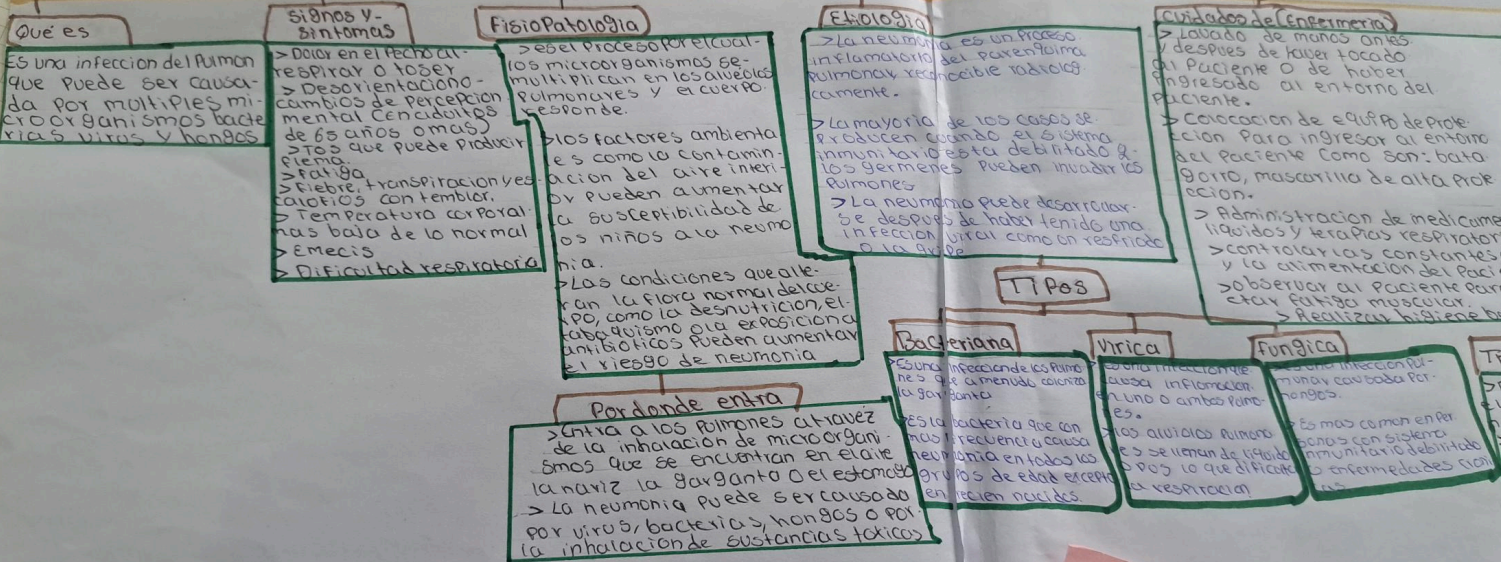 Qué es
Es una infeccion del Pulmon
que puede ser causa-
da por multiples mi-
croorganismos bacte
rias virus y hongos
Signos y-
sintomas
> Dolor en el Pecho al-
respirar o toser
> Desorientacion o-
cambios de percepcion
mental (en adultos
de 65 años o mas)
> Tos que puede Producir
flema.
> Fatiga
> Fiebre, transpiracion y es-
calofrios con temblor.
> Temperatura corporal
mas baja de lo normal
> Emecis
> Dificultad respiratoria
Fisiopatologia
> es el Proceso por el cual-
los microorganismos se-
multiplican en los alveolos
Pulmonares y el cuerpo
responde.
> los factores ambienta
les como la contamin-
acion del aire interi-
or pueden aumentar
la susceptibilidad de
los niños a la neumo
nia.
> Las condiciones que alte-
ran la flora normal del cue-
rpo, como la desnutricion, el-
tabaquismo o la exposicion a
antibioticos pueden aumentar
el riesgo de neumonia
Por donde entra
> Entra a los pulmones atravez
de la inhalacion de microorgani-
smos que se encuentran en el aire
la nariz la garganta o el estomago
> La neumonia puede ser causada
por virus, bacterias, hongos o por
la inhalacion de sustancias toxicas
Etiologia
> La neumonia es un Proceso
inflamatorio del parenquima
pulmonar reconocible radiolog
camente.
> La mayoria de los casos se
producen cuando el sistema
inmunitario esta debilitado
los germenes Pueden invadir los
pulmones
> La neumonia puede desarrollar-
se despues de haber tenido una
infeccion viral como un resfriado
o la gripe
Cuidados de (enfermeria)
> Lavado de manos antes
y despues de haver tocado
al Paciente o de haber
ingresado al entorno del
paciente.
> Colocacion de equipo de prote
ccion Para ingresar al entorno
del Paciente como son: bata
gorro, mascarilla de alta prote
ccion.
> Administracion de medicame
liquidos y terapias respirator
> controlar las constantes
y la alimentacion del Paci
> observar al Paciente par
ctar fatiga muscular.
> Realizar higiene
Tipos
Bacteriana
> Es una infeccion de los Pulmo
nes que a menudo coloniza
la garganta
> es la bacteria que con
mas frecuencia causa
neumonia en todos los
grupos de edad excepto
en recien nacidos.
Virica
> Es una infeccion que
causa inflamacion
en uno o ambos Pulmo-
es.
> los alviolos Pulmona
es se llenan de liquido
o pus lo que dificulta
la respiracion
Fungica
> es una infeccion Pul-
munar causada Por-
hongos.
> Es mas comun en Per
sonas con sistema
inmunitario debilitado
o enfermedades cron